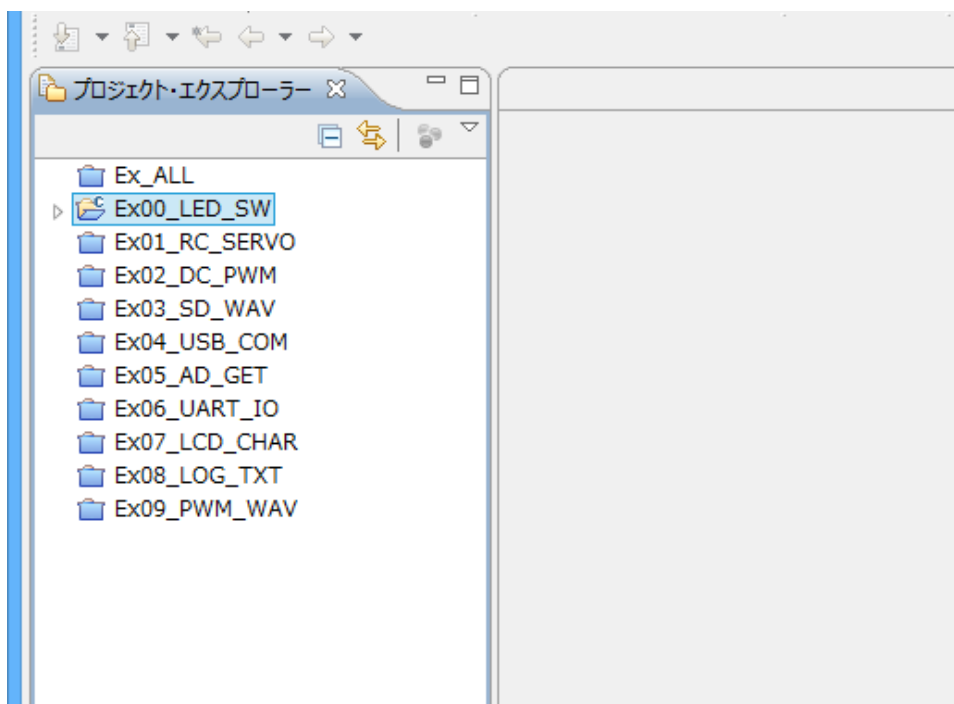 プロジェクト・エクスプローラー
Ex_ALL
Ex00_LED_SW
Ex01_RC_SERVO
Ex02_DC_PWM
Ex03_SD_WAV
Ex04_USB_COM
Ex05_AD_GET
Ex06_UART_IO
Ex07_LCD_CHAR
Ex08_LOG_TXT
Ex09_PWM_WAV